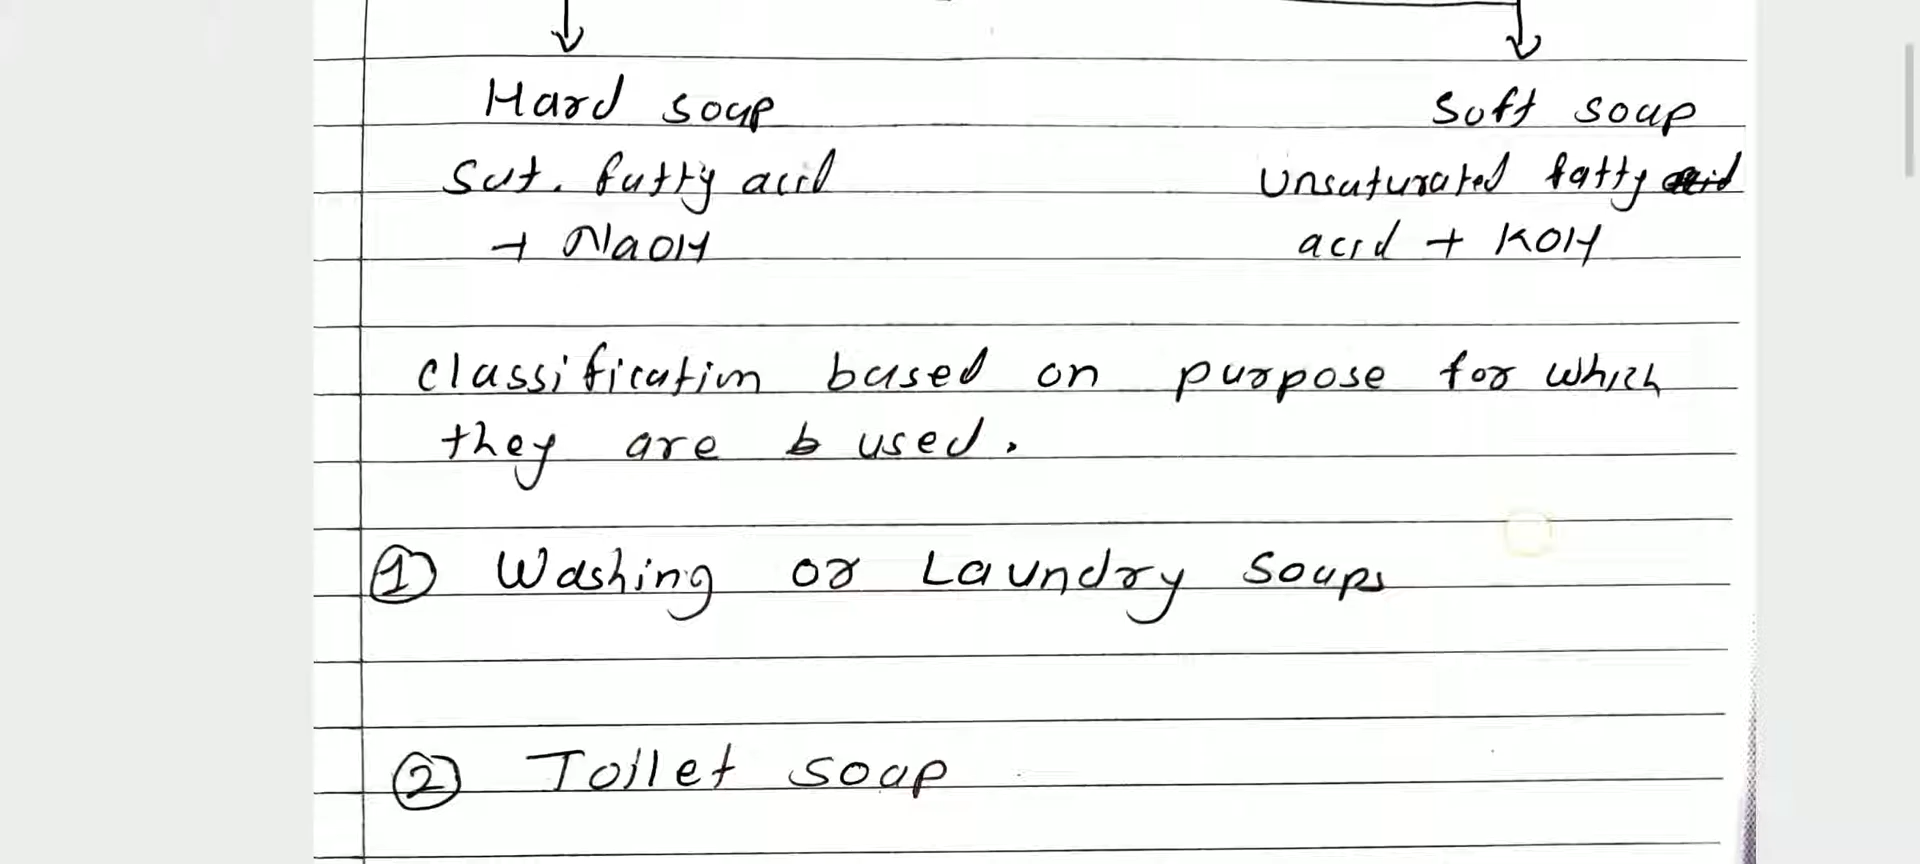 Hard soap Soft soap
Sat. fatty acid Unsaturated fatty acid
+ NaOH acid + KOH
classification based on purpose for which
they are b used.
① Washing or Laundry Soaps
② Toilet soap